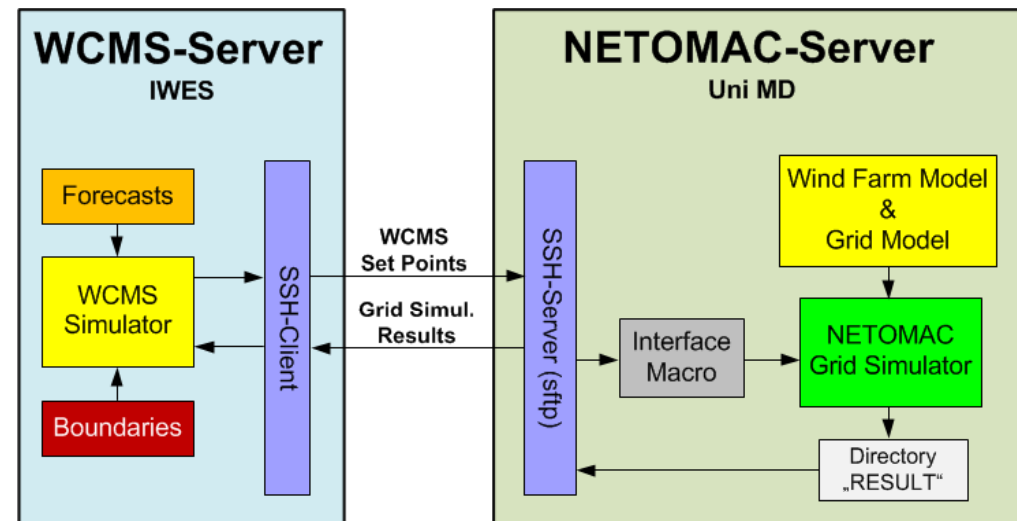 WCMS-Server
IWES
Forecasts
WCMS
Simulator
Boundaries
SSH-Client
WCMS
Set Points
Grid Simul.
Results
NETOMAC-Server
Uni MD
SSH-Server (sftp)
Interface
Macro
Wind Farm Model
&
Grid Model
NETOMAC
Grid Simulator
Directory
„RESULT“